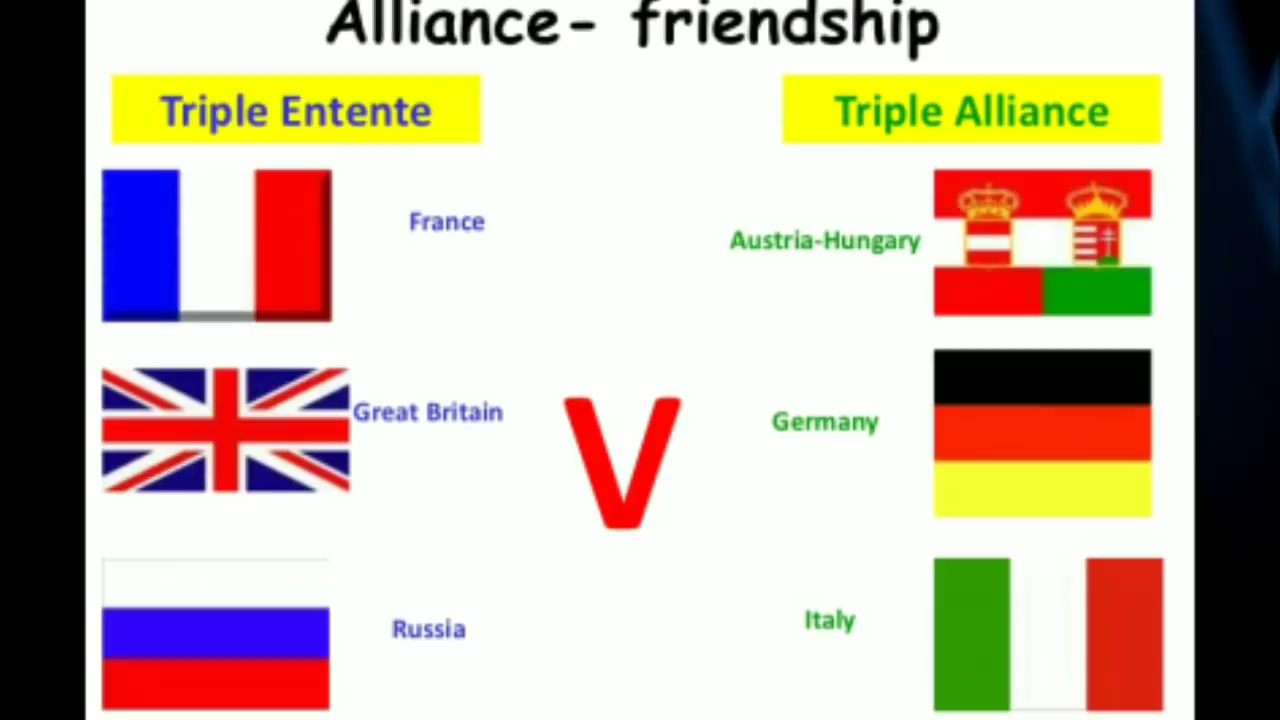 Alliance- friendship
Triple Entente
Triple Alliance
France
Austria-Hungary
Great Britain
V
Germany
Russia
Italy